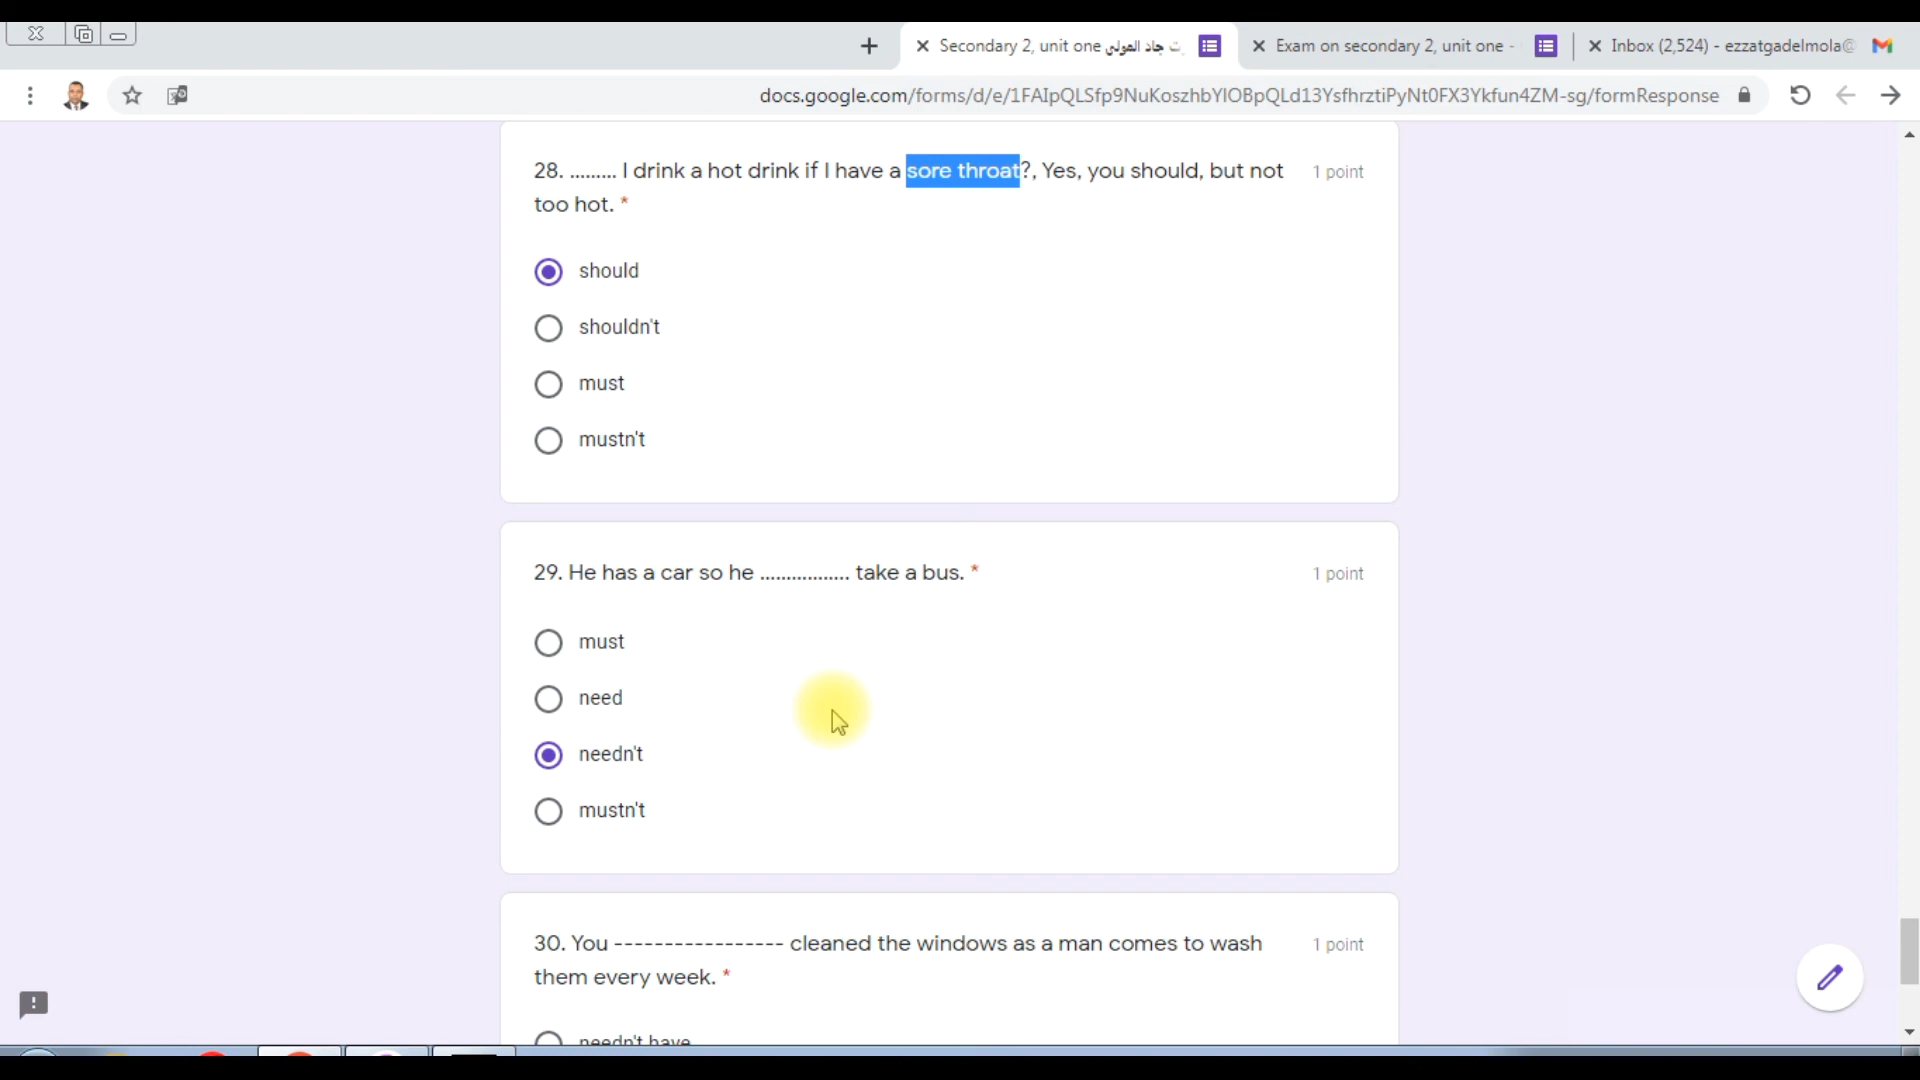 Secondary 2, unit one ت جاد المولى
Exam on secondary 2, unit one -
Inbox (2,524) - ezzatgadelmola@
docs.google.com/forms/d/e/1FAIpQLSfp9NuKoszhbYlOBpQLd13YsfhrztiPyNt0FX3Ykfun4ZM-sg/formResponse
28. ......... I drink a hot drink if I have a sore throat?, Yes, you should, but not
too hot. *
1 point
should
shouldn't
must
mustn't
29. He has a car so he ................. take a bus. *
1 point
must
need
needn't
mustn't
30. You ------------------ cleaned the windows as a man comes to wash
them every week. *
1 point
needn't have